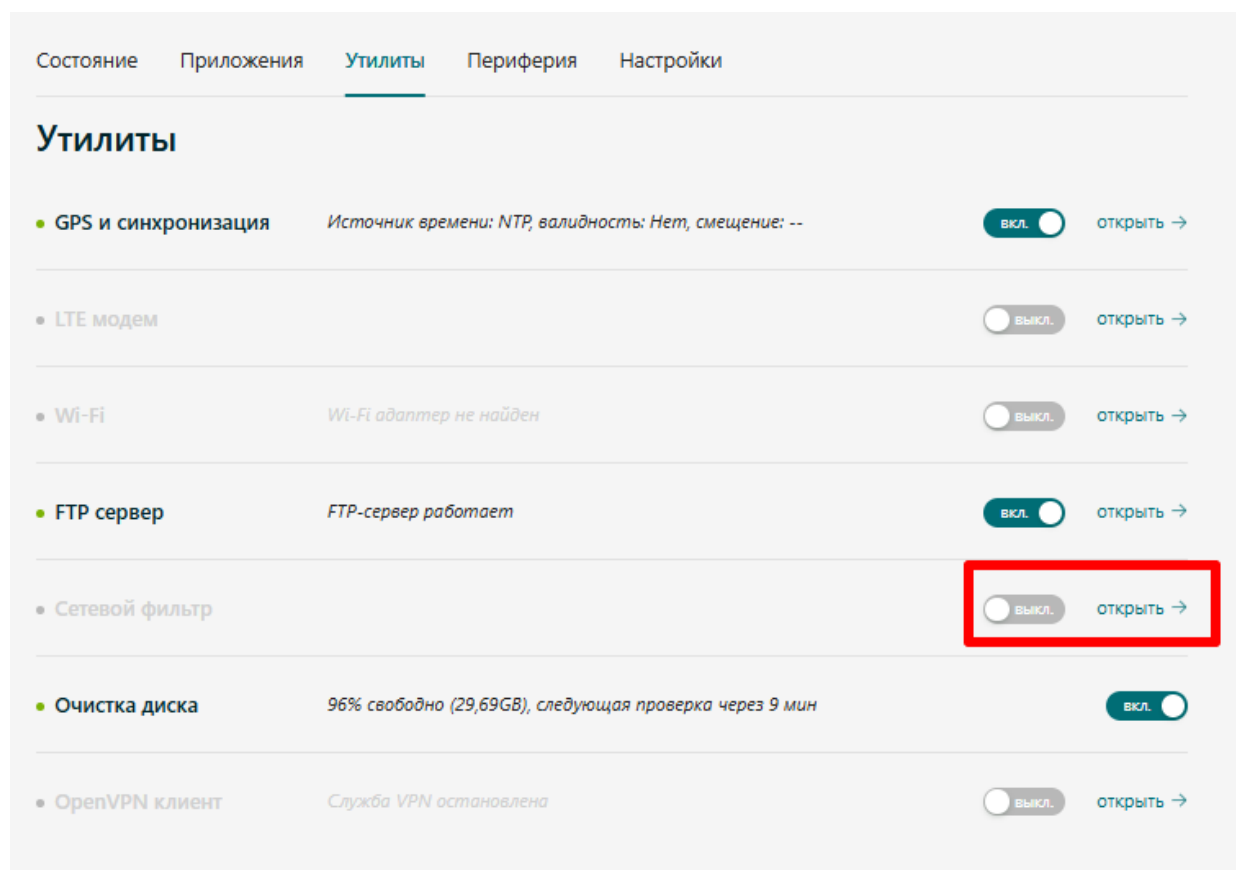 Состояние Приложения Утилиты Периферия Настройки
Утилиты
GPS и синхронизация Источник времени: NTP, валидность: Нет, смещение: -- вкл. открыть →
LTE модем выкл. открыть →
Wi-Fi Wi-Fi адаптер не найден выкл. открыть →
FTP сервер FTP-сервер работает вкл. открыть →
Сетевой фильтр выкл. открыть →
Очистка диска 96% свободно (29,69GB), следующая проверка через 9 мин вкл.
OpenVPN клиент Служба VPN остановлена выкл. открыть →